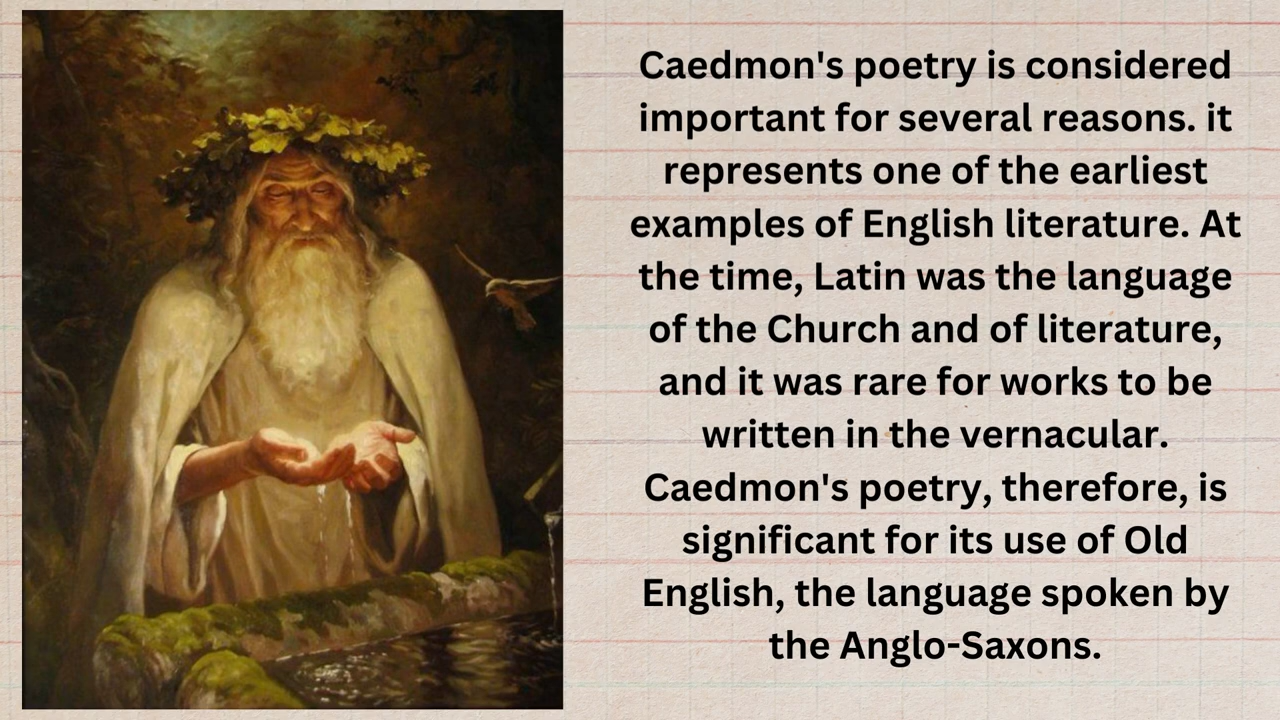 Caedmon's poetry is considered
important for several reasons. it
represents one of the earliest
examples of English literature. At
the time, Latin was the language
of the Church and of literature,
and it was rare for works to be
written in the vernacular.
Caedmon's poetry, therefore, is
significant for its use of Old
English, the language spoken by
the Anglo-Saxons.